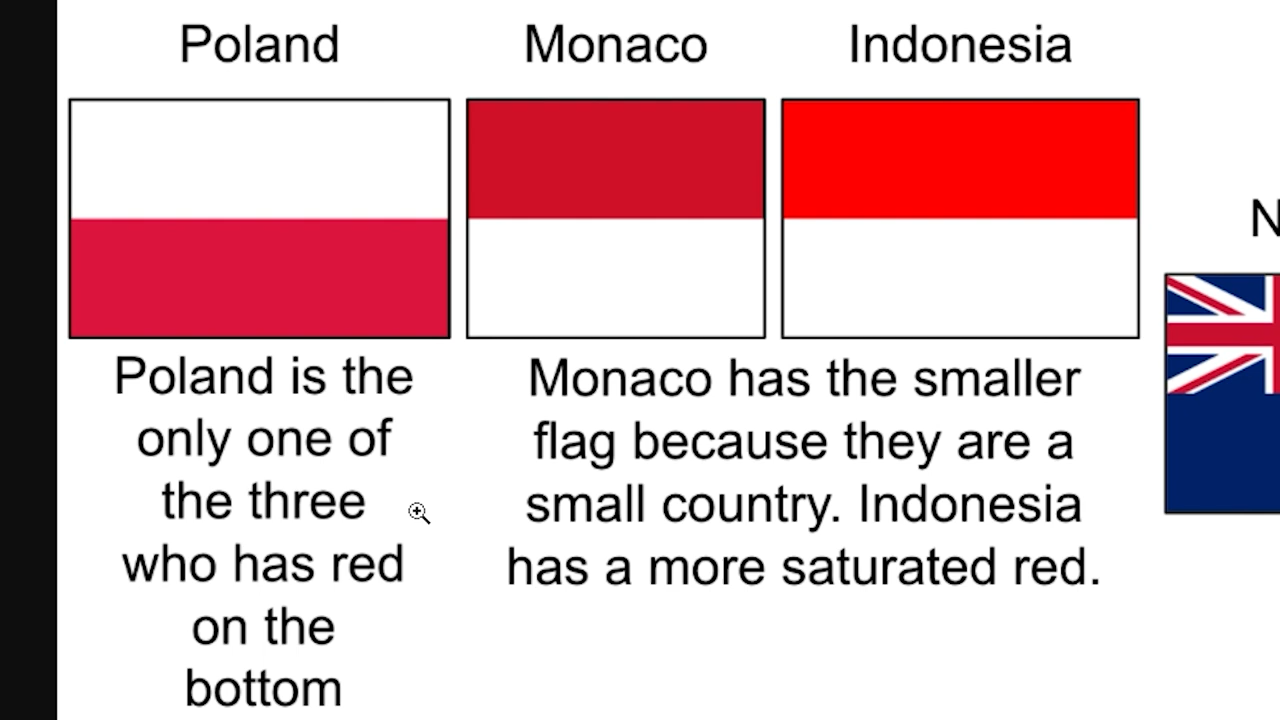 Poland
Monaco
Indonesia
N
Poland is the
only one of
the three
who has red
on the
bottom
Monaco has the smaller
flag because they are a
small country. Indonesia
has a more saturated red.